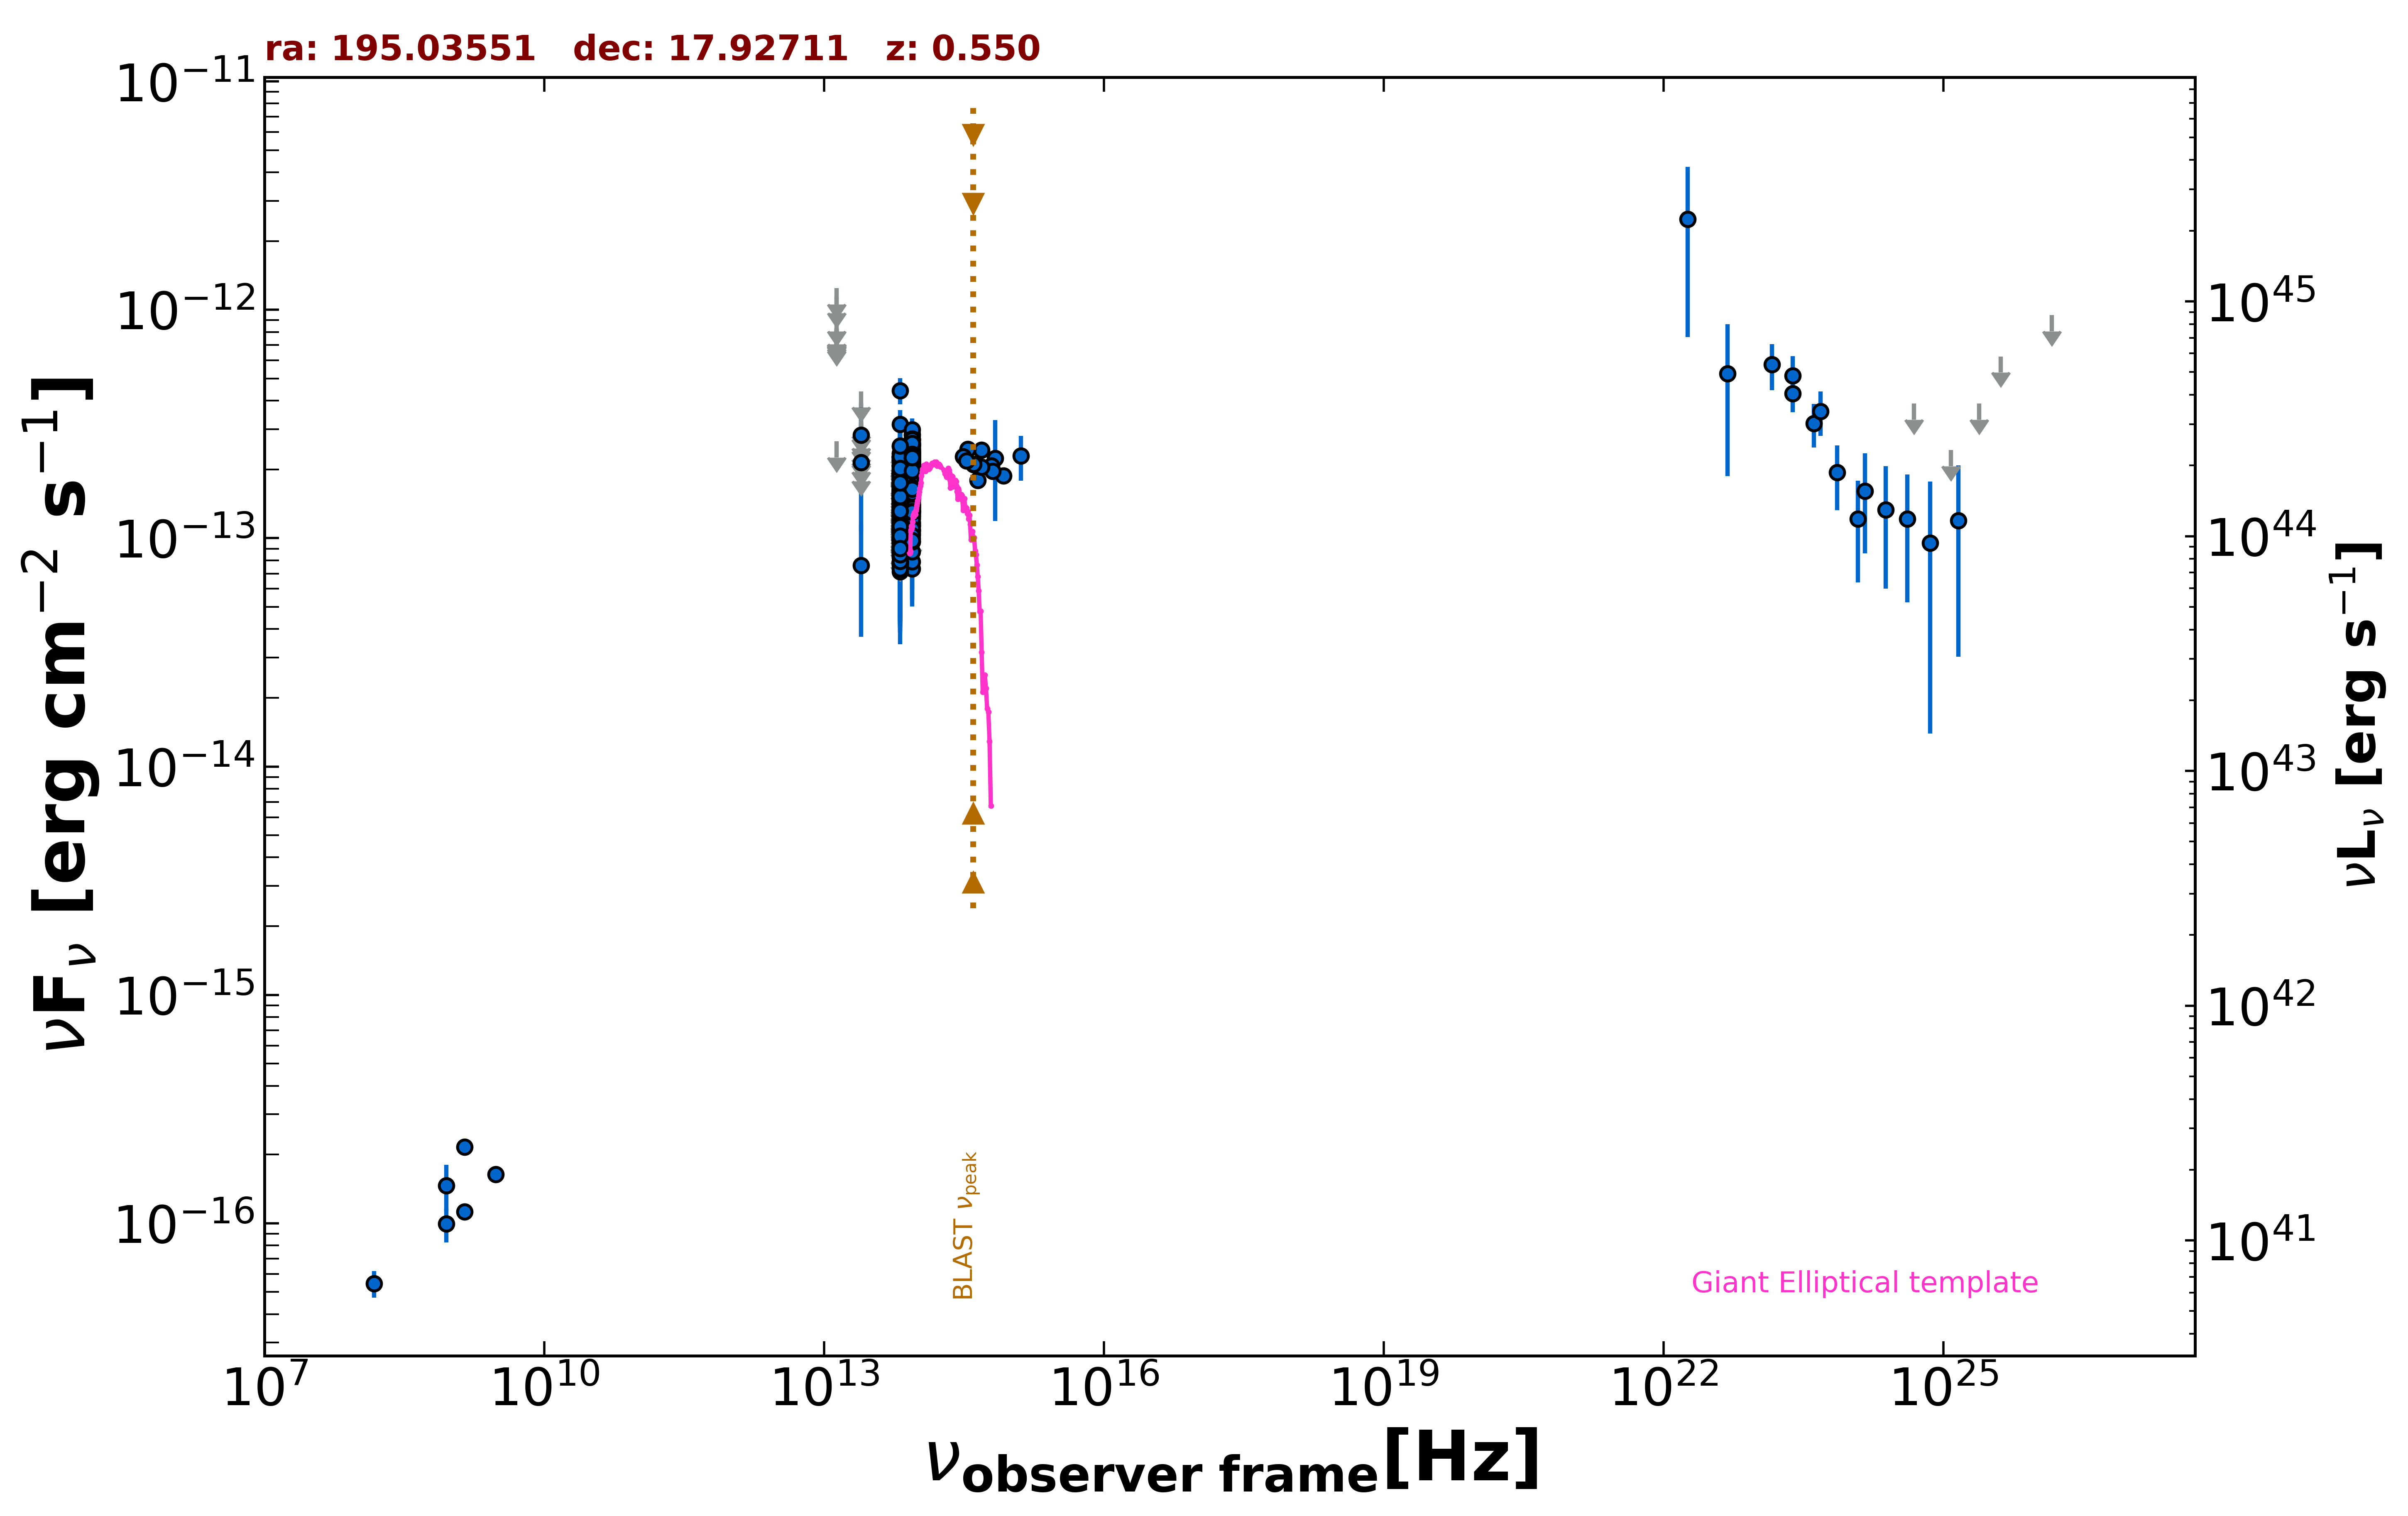 ra: 195.03551   dec: 17.92711   z: 0.550
νF_ν [erg cm^−2 s^−1]
10^−11
10^−12
10^−13
10^−14
10^−15
10^−16
10^45
10^44
10^43
10^42
10^41
νL_ν [erg s^−1]
BLAST ν_peak
Giant Elliptical template
10^7 10^10 10^13 10^16 10^19 10^22 10^25
ν_observer frame [Hz]